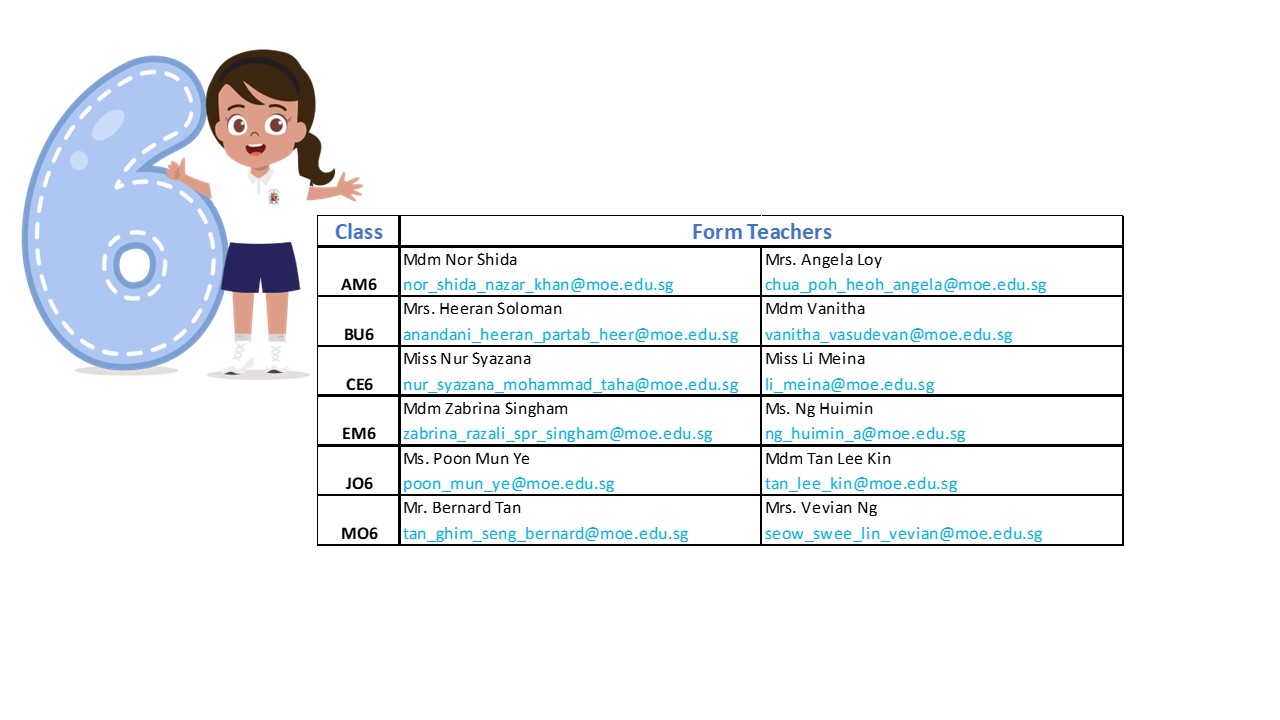 6
Class Form Teachers
Mdm Nor Shida Mrs. Angela Loy
AM6 nor_shida_nazar_khan@moe.edu.sg chua_poh_heoh_angela@moe.edu.sg
Mrs. Heeran Soloman Mdm Vanitha
BU6 anandani_heeran_partab_heer@moe.edu.sg vanitha_vasudevan@moe.edu.sg
Miss Nur Syazana Miss Li Meina
CE6 nur_syazana_mohammad_taha@moe.edu.sg li_meina@moe.edu.sg
Mdm Zabrina Singham Ms. Ng Huimin
EM6 zabrina_razali_spr_singham@moe.edu.sg ng_huimin_a@moe.edu.sg
Ms. Poon Mun Ye Mdm Tan Lee Kin
JO6 poon_mun_ye@moe.edu.sg tan_lee_kin@moe.edu.sg
Mr. Bernard Tan Mrs. Vevian Ng
MO6 tan_ghim_seng_bernard@moe.edu.sg seow_swee_lin_vevian@moe.edu.sg